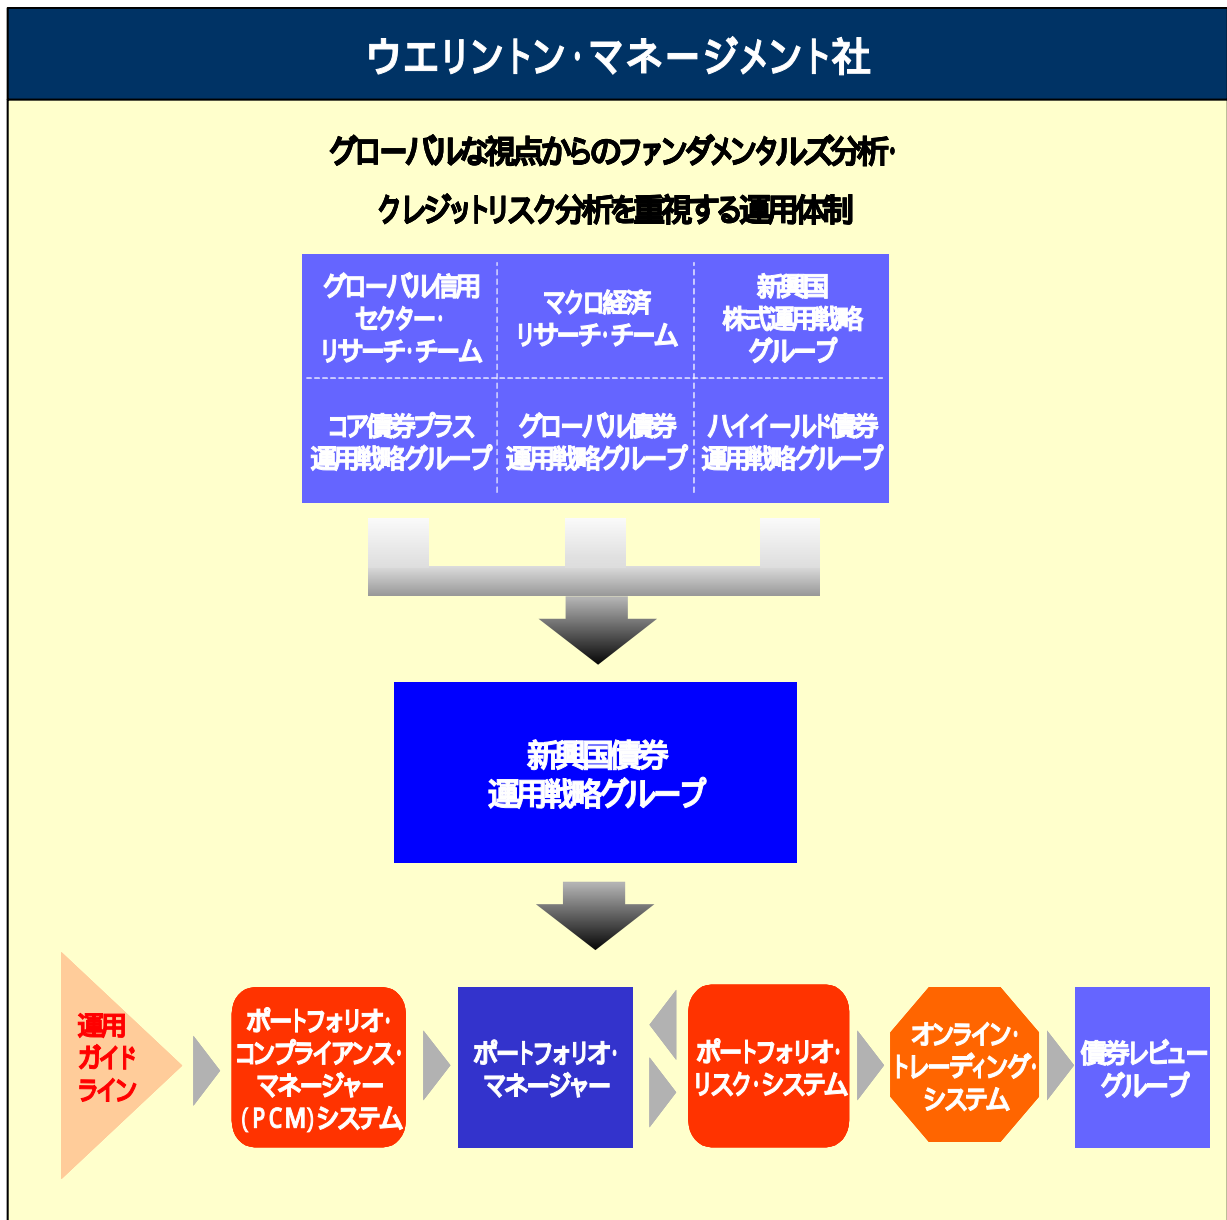 ウエリントン・マネージメント社
グローバルな視点からのファンダメンタルズ分析・
クレジットリスク分析を重視する運用体制
グローバル信用
セクター・
リサーチ・チーム
マクロ経済
リサーチ・チーム
新興国
株式運用戦略
グループ
コア債券プラス
運用戦略グループ
グローバル債券
運用戦略グループ
ハイイールド債券
運用戦略グループ
新興国債券
運用戦略グループ
運用
ガイド
ライン
ポートフォリオ・
コンプライアンス・
マネージャー
(PCM)システム
ポートフォリオ・
マネージャー
ポートフォリオ・
リスク・システム
オンライン・
トレーディング・
システム
債券レビュー
グループ